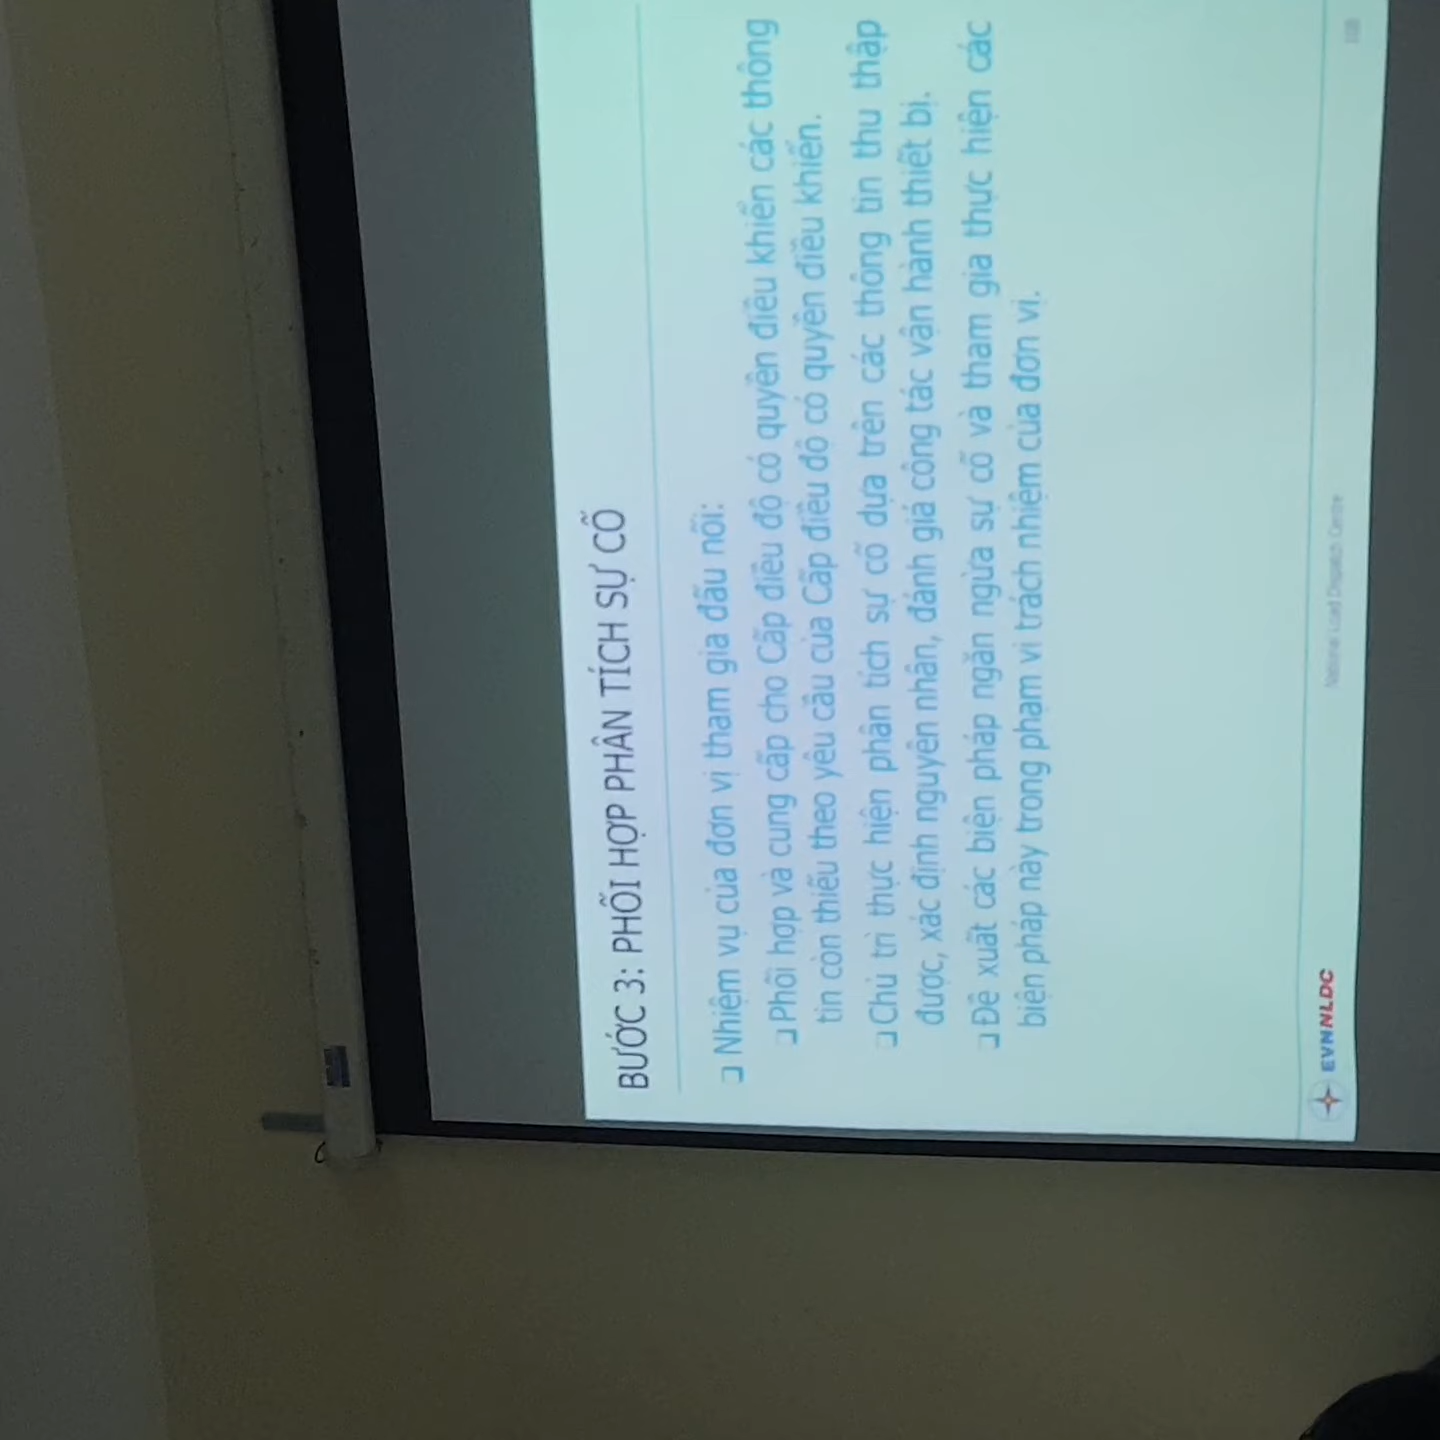 BƯỚC 3: PHỐI HỢP PHÂN TÍCH SỰ CỐ
❑ Nhiệm vụ của đơn vị tham gia đấu nối:
❑ Phối hợp và cung cấp cho Cấp điều độ có quyền điều khiển các thông
tin còn thiếu theo yêu cầu của Cấp điều độ có quyền điều khiển.
❑ Chủ trì thực hiện phân tích sự cố dựa trên các thông tin thu thập
được, xác định nguyên nhân, đánh giá công tác vận hành thiết bị.
❑ Đề xuất các biện pháp ngăn ngừa sự cố và tham gia thực hiện các
biện pháp này trong phạm vi trách nhiệm của đơn vị.
EVNNLDC
National Load Dispatch Centre